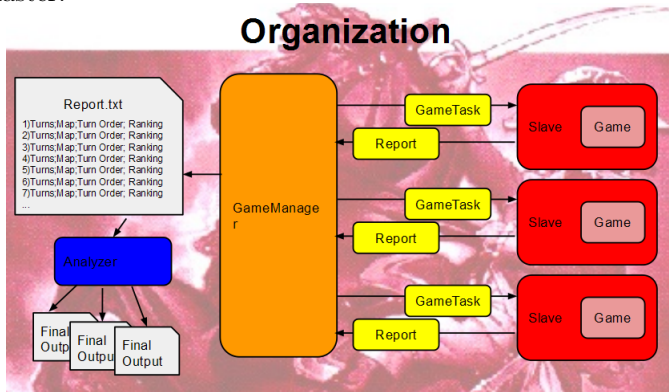 Organization
Report.txt
1)Turns;Map;Turn Order; Ranking
2)Turns;Map;Turn Order; Ranking
3)Turns;Map;Turn Order; Ranking
4)Turns;Map;Turn Order; Ranking
5)Turns;Map;Turn Order; Ranking
6)Turns;Map;Turn Order; Ranking
7)Turns;Map;Turn Order; Ranking
...
Analyzer
Final
Outpu
Final
Outpu
Final
Output
GameManage
r
GameTask
Report
Slave
Game
GameTask
Report
Slave
Game
GameTask
Report
Slave
Game